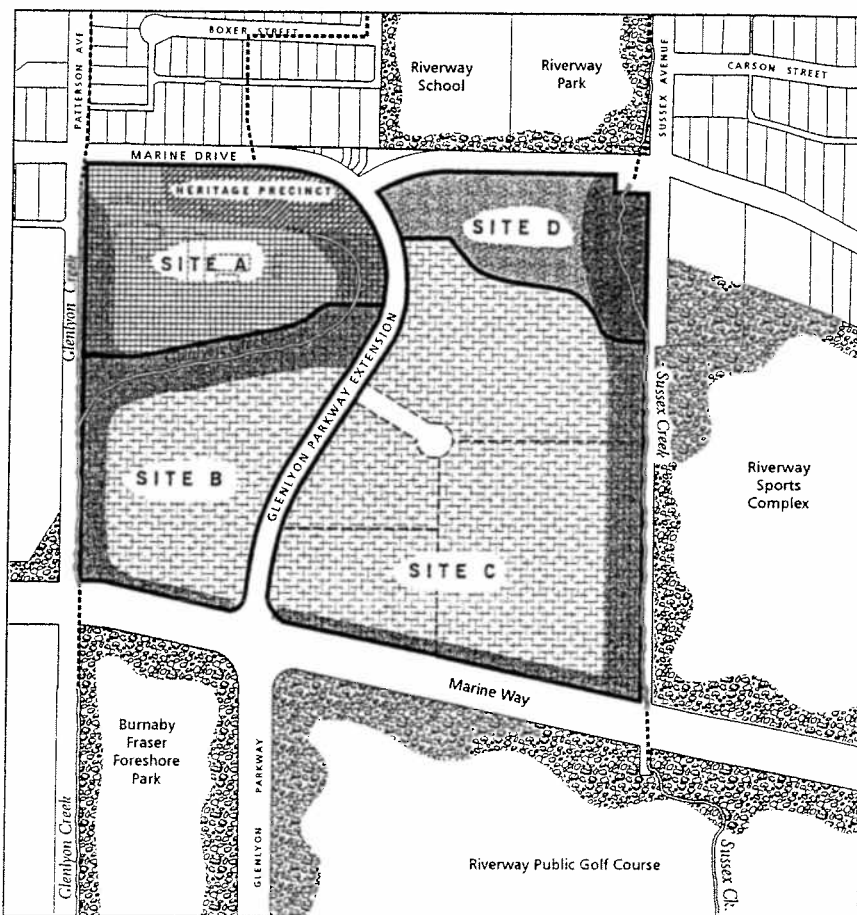 BOXER STREET
PATTERSON AVE
Riverway
School
Riverway
Park
SUSSEX AVENUE
CARSON STREET
MARINE DRIVE
HERITAGE PRECINCT
SITE D
SITE A
Glenlyon Creek
GLENLYON PARKWAY EXTENSION
Sussex Creek
SITE B
Riverway
Sports
Complex
SITE C
Marine Way
Burnaby
Fraser
Foreshore
Park
GLENLYON PARKWAY
Glenlyon Creek
Riverway Public Golf Course
Sussex Ck.